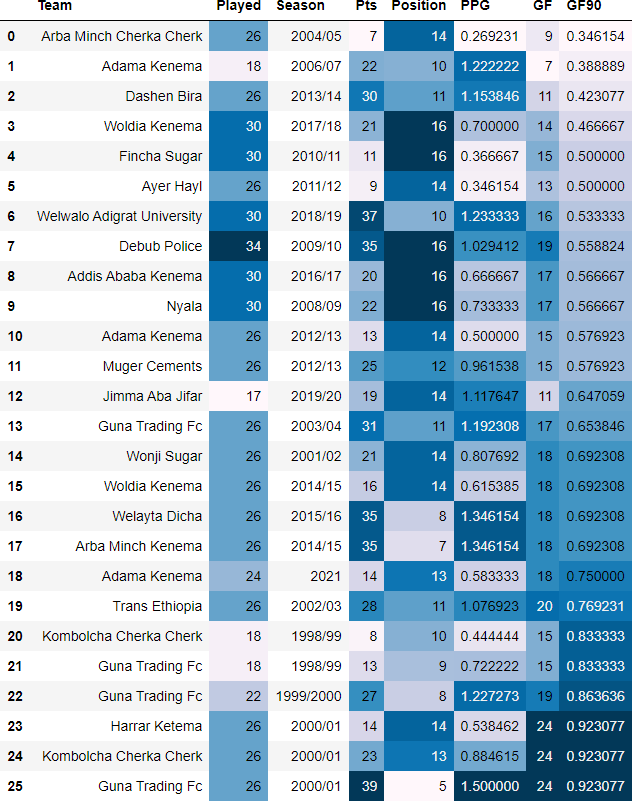 Team Played Season Pts Position PPG GF GF90
0 Arba Minch Cherka Cherk 26 2004/05 7 14 0.269231 9 0.346154
1 Adama Kenema 18 2006/07 22 10 1.222222 7 0.388889
2 Dashen Bira 26 2013/14 30 11 1.153846 11 0.423077
3 Woldia Kenema 30 2017/18 21 16 0.700000 14 0.466667
4 Fincha Sugar 30 2010/11 11 16 0.366667 15 0.500000
5 Ayer Hayl 26 2011/12 9 14 0.346154 13 0.500000
6 Welwalo Adigrat University 30 2018/19 37 10 1.233333 16 0.533333
7 Debub Police 34 2009/10 35 16 1.029412 19 0.558824
8 Addis Ababa Kenema 30 2016/17 20 16 0.666667 17 0.566667
9 Nyala 30 2008/09 22 16 0.733333 17 0.566667
10 Adama Kenema 26 2012/13 13 14 0.500000 15 0.576923
11 Muger Cements 26 2012/13 25 12 0.961538 15 0.576923
12 Jimma Aba Jifar 17 2019/20 19 14 1.117647 11 0.647059
13 Guna Trading Fc 26 2003/04 31 11 1.192308 17 0.653846
14 Wonji Sugar 26 2001/02 21 14 0.807692 18 0.692308
15 Woldia Kenema 26 2014/15 16 14 0.615385 18 0.692308
16 Welayta Dicha 26 2015/16 35 8 1.346154 18 0.692308
17 Arba Minch Kenema 26 2014/15 35 7 1.346154 18 0.692308
18 Adama Kenema 24 2021 14 13 0.583333 18 0.750000
19 Trans Ethiopia 26 2002/03 28 11 1.076923 20 0.769231
20 Kombolcha Cherka Cherk 18 1998/99 8 10 0.444444 15 0.833333
21 Guna Trading Fc 18 1998/99 13 9 0.722222 15 0.833333
22 Guna Trading Fc 22 1999/2000 27 8 1.227273 19 0.863636
23 Harrar Ketema 26 2000/01 14 14 0.538462 24 0.923077
24 Kombolcha Cherka Cherk 26 2000/01 23 13 0.884615 24 0.923077
25 Guna Trading Fc 26 2000/01 39 5 1.500000 24 0.923077